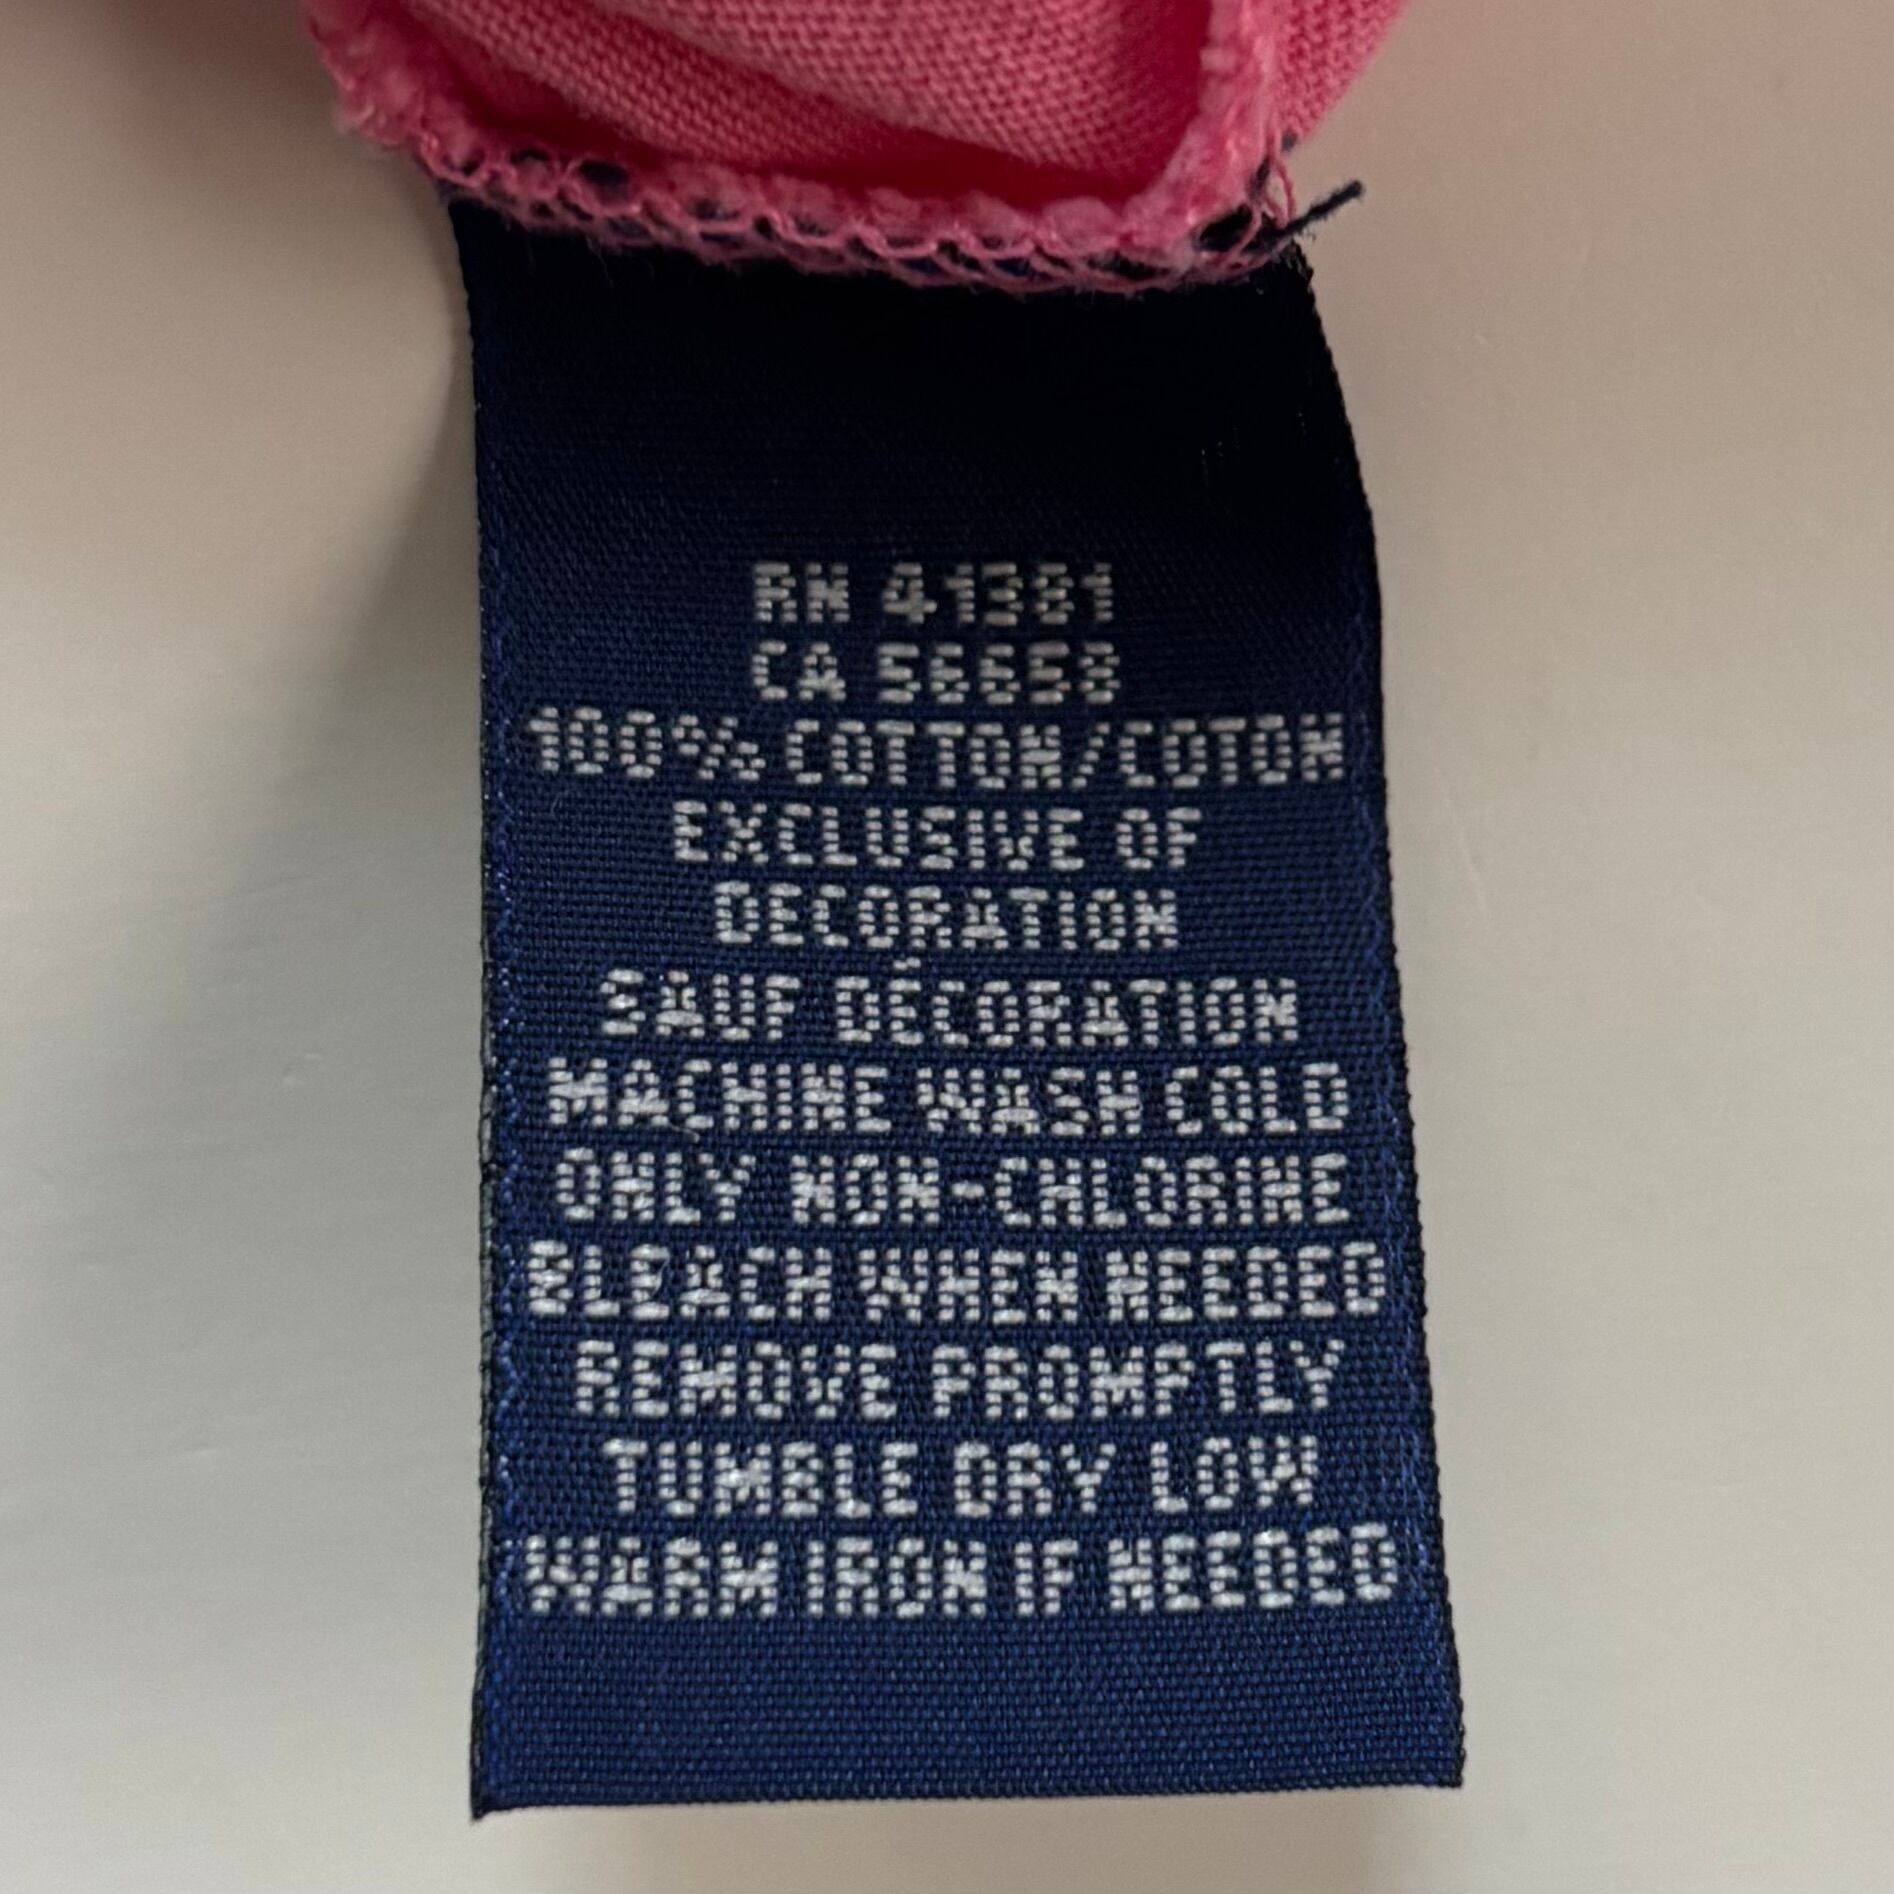 RN 41381
CA 56658
100% COTTON/COTON
EXCLUSIVE OF
DECORATION
SAUF DÉCORATION
MACHINE WASH COLD
ONLY NON-CHLORINE
BLEACH WHEN NEEDED
REMOVE PROMPTLY
TUMBLE DRY LOW
WARM IRON IF NEEDED